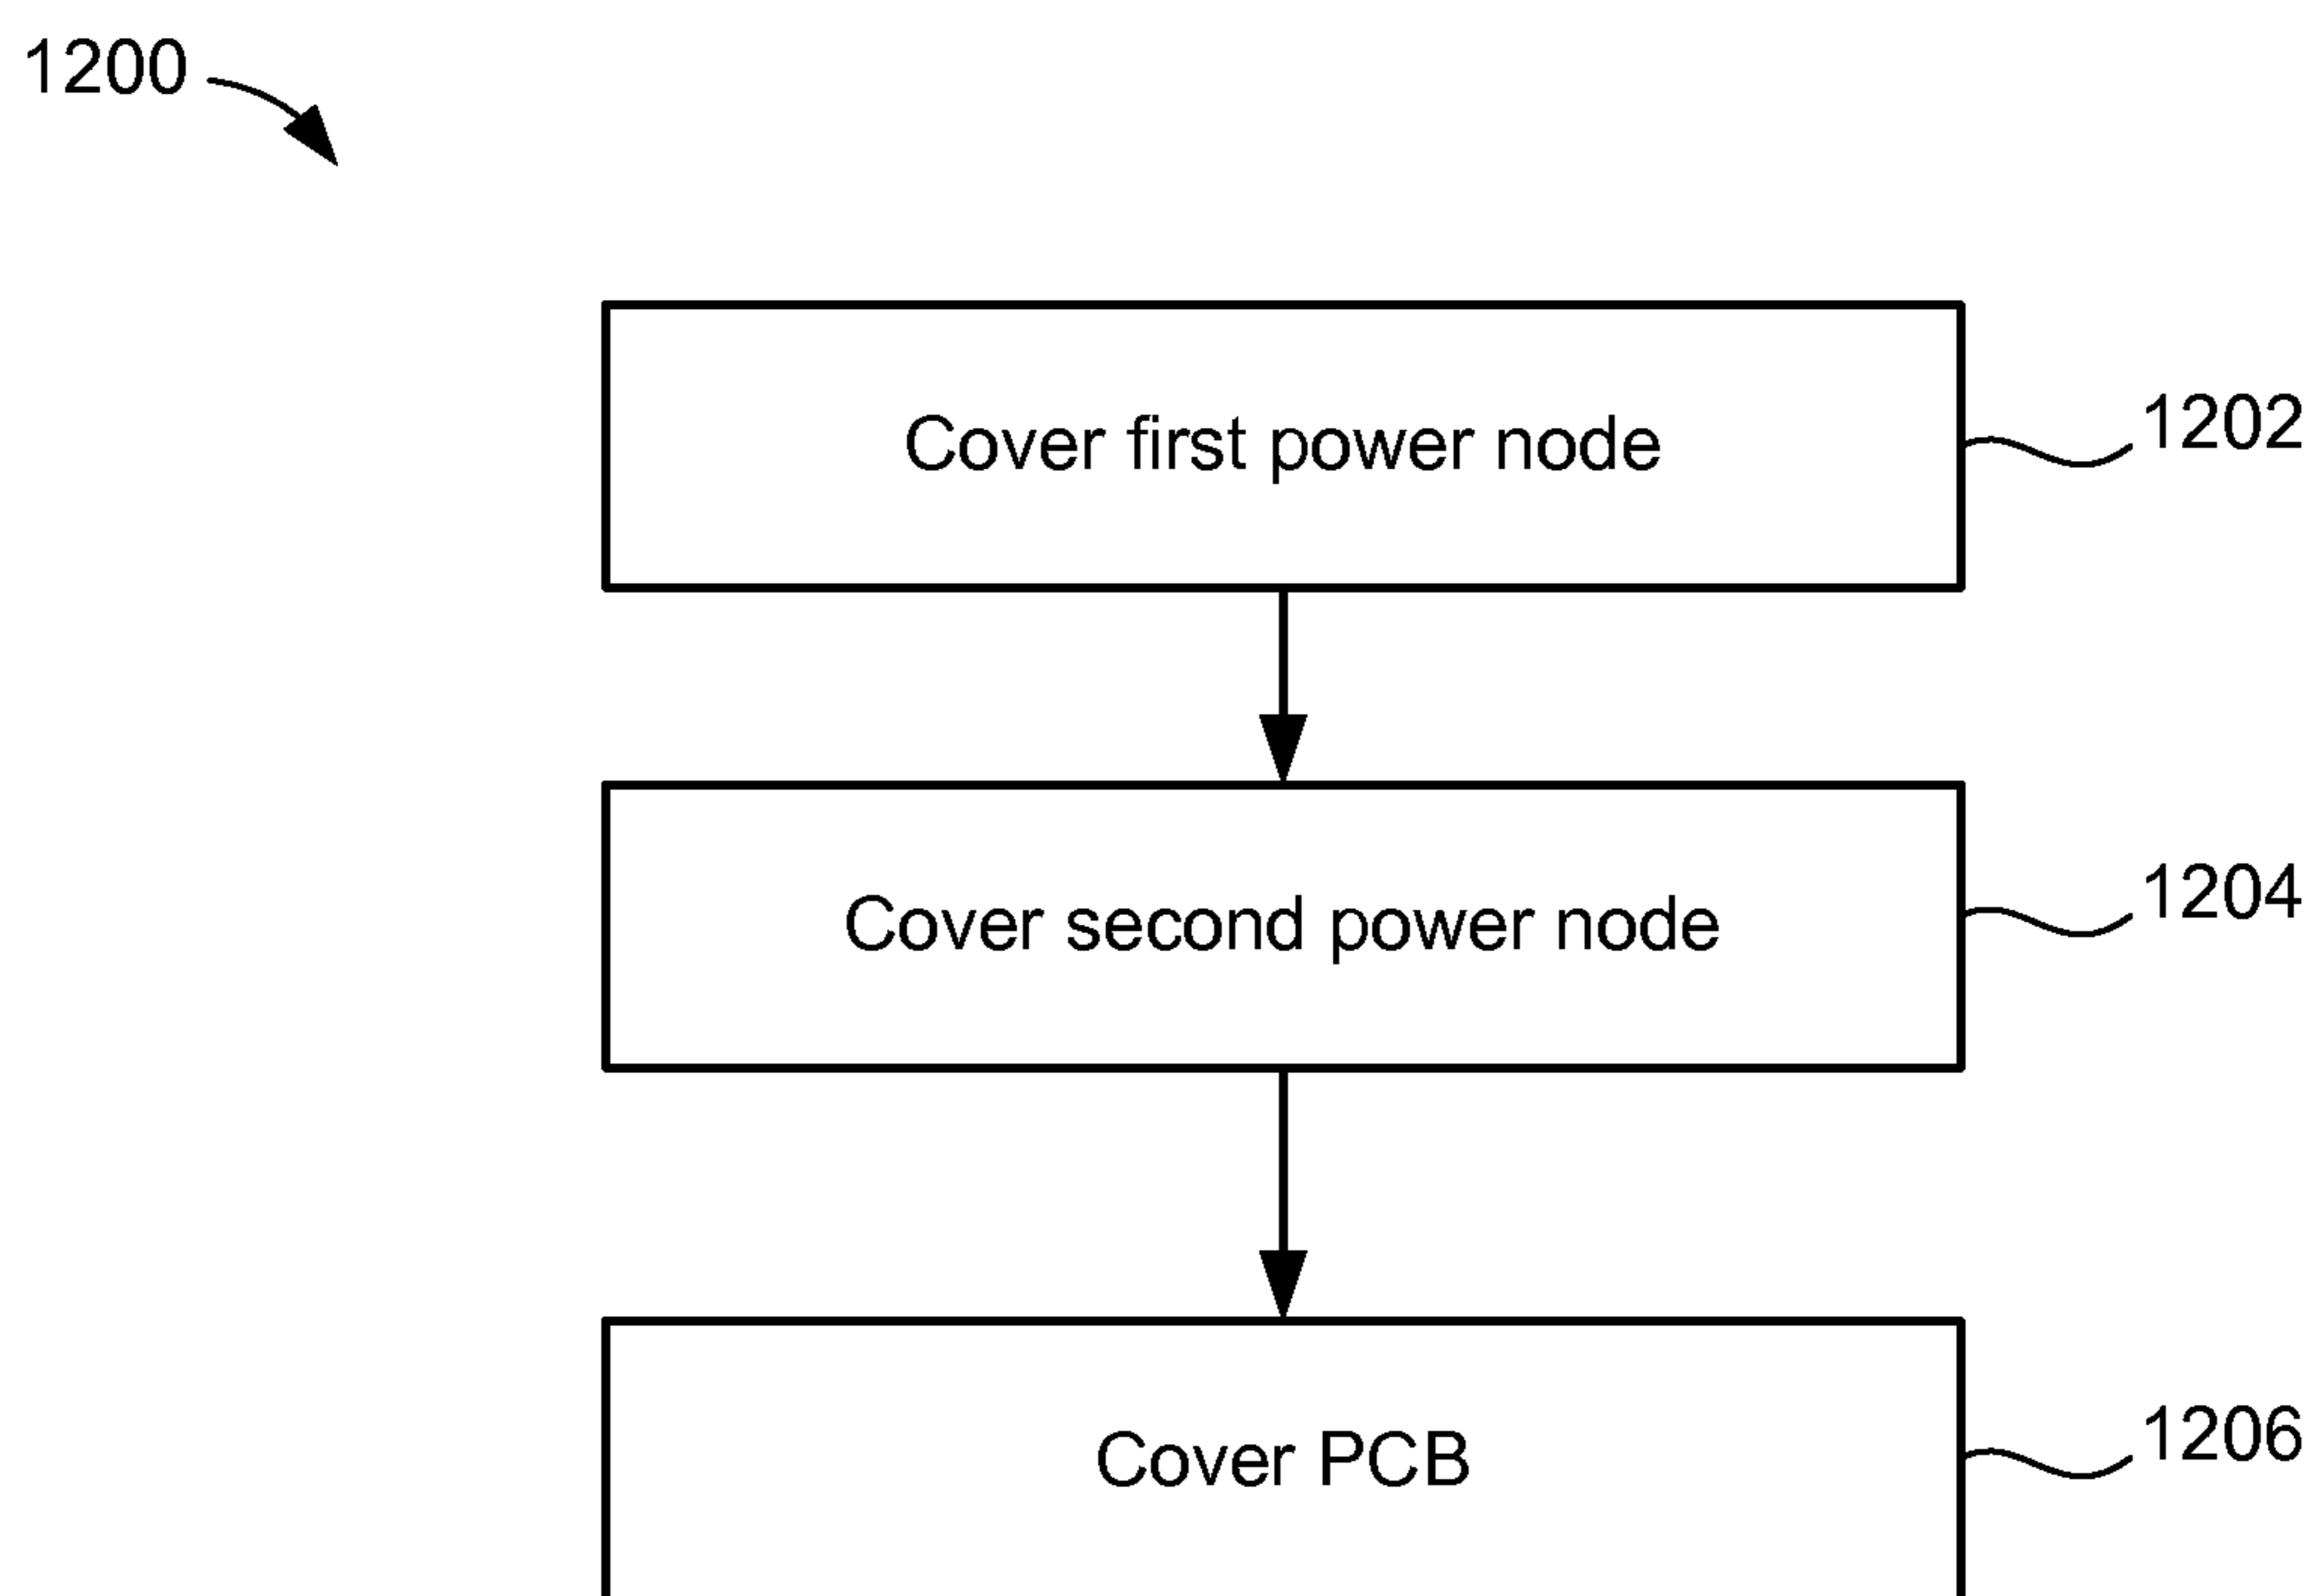 1200
Cover first power node
1202
Cover second power node
1204
Cover PCB
1206